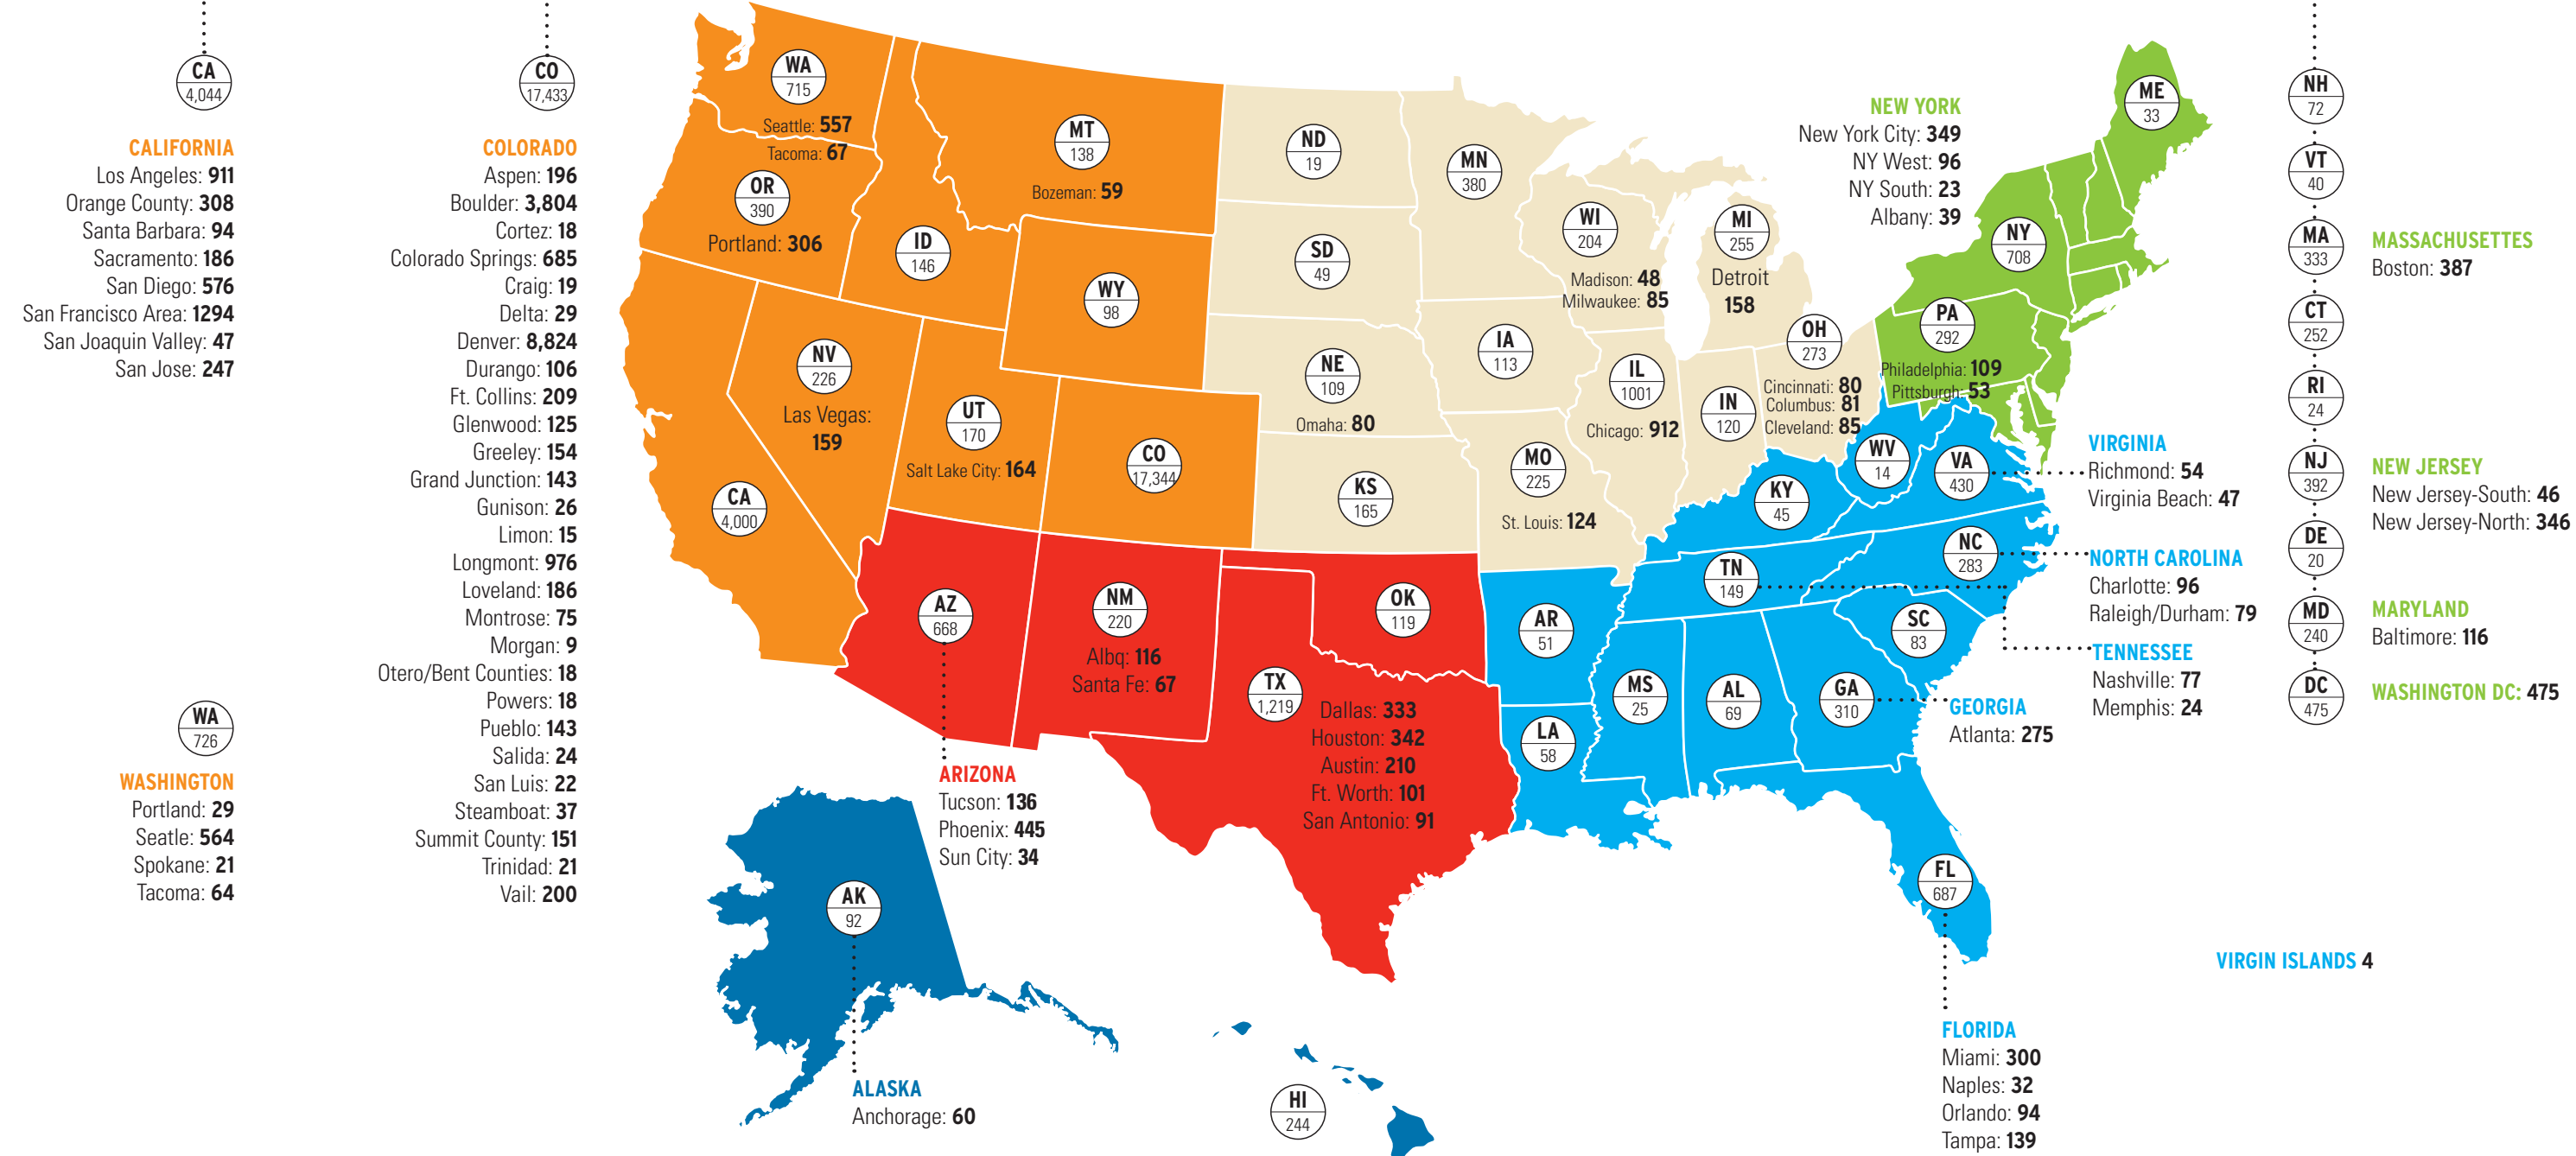 CA
4,044
CALIFORNIA
Los Angeles: 911
Orange County: 308
Santa Barbara: 94
Sacramento: 186
San Diego: 576
San Francisco Area: 1294
San Joaquin Valley: 47
San Jose: 247
WA
726
WASHINGTON
Portland: 29
Seatle: 564
Spokane: 21
Tacoma: 64
CO
17,433
COLORADO
Aspen: 196
Boulder: 3,804
Cortez: 18
Colorado Springs: 685
Craig: 19
Delta: 29
Denver: 8,824
Durango: 106
Ft. Collins: 209
Glenwood: 125
Greeley: 154
Grand Junction: 143
Gunison: 26
Limon: 15
Longmont: 976
Loveland: 186
Montrose: 75
Morgan: 9
Otero/Bent Counties: 18
Powers: 18
Pueblo: 143
Salida: 24
San Luis: 22
Steamboat: 37
Summit County: 151
Trinidad: 21
Vail: 200
WA
715
Seattle: 557
Tacoma: 67
OR
390
Portland: 306
MT
138
Bozeman: 59
ID
146
WY
98
NV
226
Las Vegas:
159
UT
170
Salt Lake City: 164
CO
17,344
CA
4,000
ND
19
SD
49
NE
109
Omaha: 80
KS
165
MN
380
IA
113
MO
225
St. Louis: 124
WI
204
Madison: 48
Milwaukee: 85
IL
1001
Chicago: 912
MI
255
Detroit
158
IN
120
OH
273
Cincinnati: 80
Columbus: 81
Cleveland: 85
AZ
668
ARIZONA
Tucson: 136
Phoenix: 445
Sun City: 34
NM
220
Albq: 116
Santa Fe: 67
OK
119
TX
1,219
Dallas: 333
Houston: 342
Austin: 210
Ft. Worth: 101
San Antonio: 91
AR
51
LA
58
MS
25
AL
69
GA
310
GEORGIA
Atlanta: 275
TN
149
TENNESSEE
Nashville: 77
Memphis: 24
KY
45
WV
14
VA
430
VIRGINIA
Richmond: 54
Virginia Beach: 47
NC
283
NORTH CAROLINA
Charlotte: 96
Raleigh/Durham: 79
SC
83
FL
687
FLORIDA
Miami: 300
Naples: 32
Orlando: 94
Tampa: 139
AK
92
ALASKA
Anchorage: 60
HI
244
NEW YORK
New York City: 349
NY West: 96
NY South: 23
Albany: 39
NY
708
PA
292
Philadelphia: 109
Pittsburgh: 53
ME
33
NH
72
VT
40
MA
333
MASSACHUSETTES
Boston: 387
CT
252
RI
24
NJ
392
NEW JERSEY
New Jersey-South: 46
New Jersey-North: 346
DE
20
MD
240
MARYLAND
Baltimore: 116
DC
475
WASHINGTON DC: 475
VIRGIN ISLANDS 4